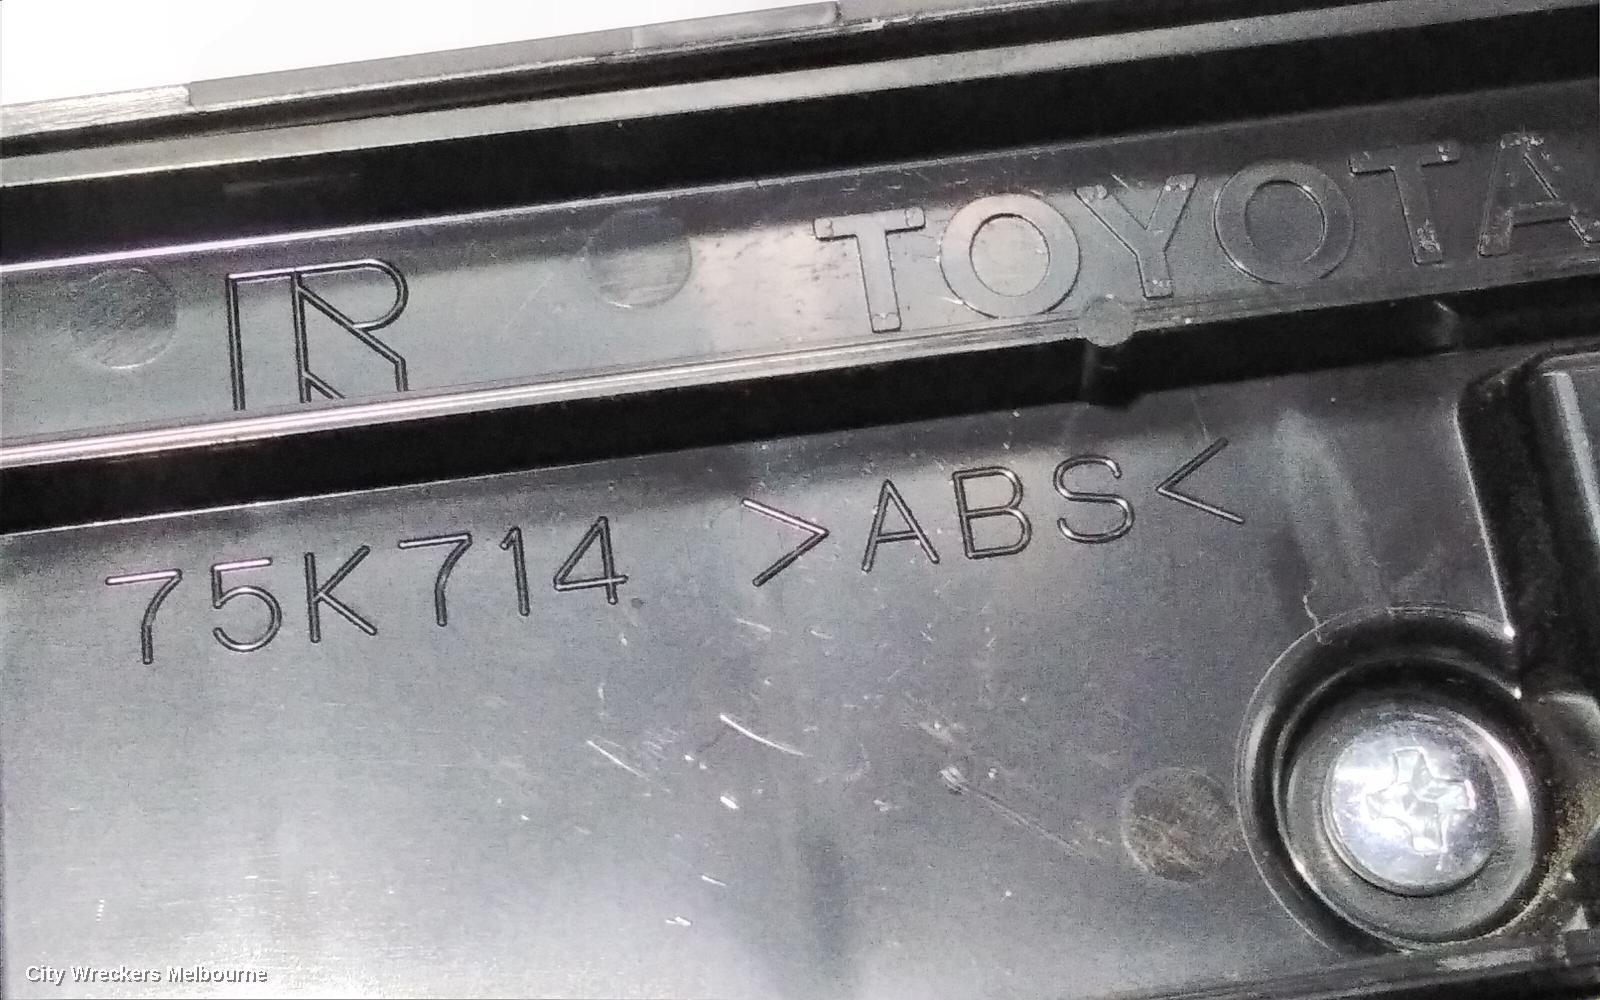 R TOYOTA
75K714 >ABS<
City Wreckers Melbourne